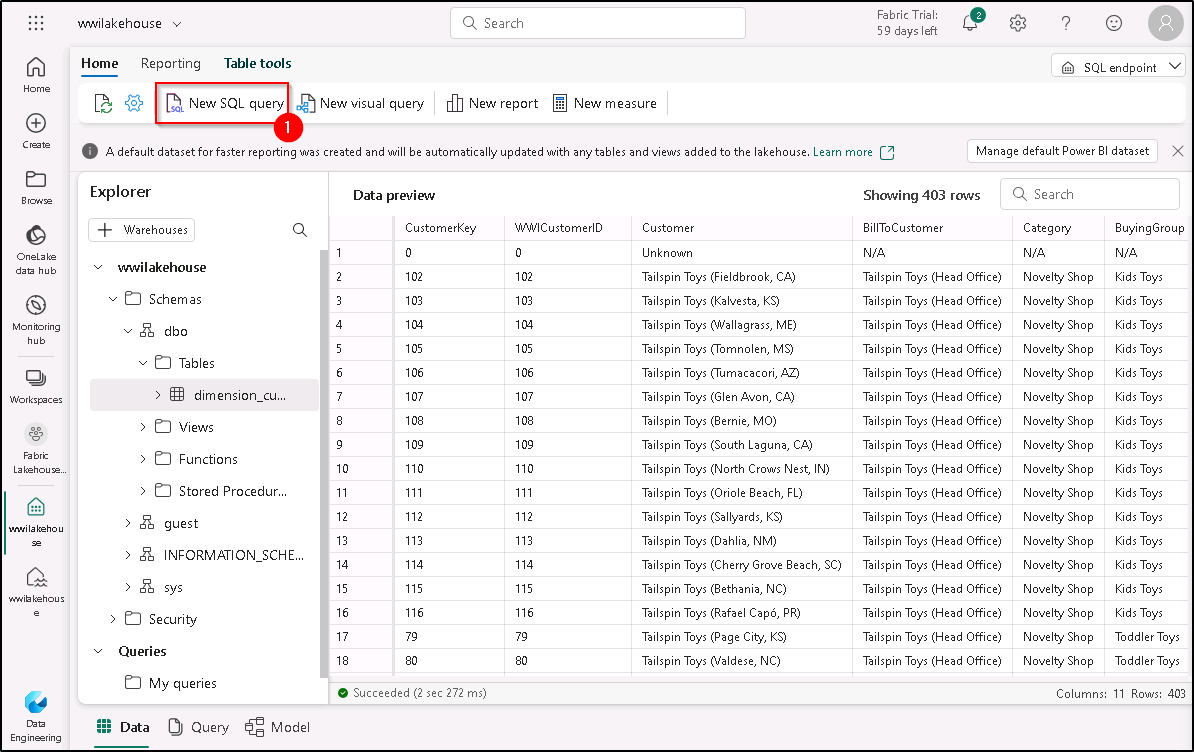 wwilakehouse
Search
Fabric Trial:
59 days left
2
Home
Reporting
Table tools
SQL endpoint
SQL
New SQL query
New visual query
New report
New measure
1
A default dataset for faster reporting was created and will be automatically updated with any tables and views added to the lakehouse. Learn more
Manage default Power BI dataset
Home
Create
Browse
OneLake
data hub
Monitoring
hub
Workspaces
Fabric
Lakehouse...
wwilakehou
se
wwilakehous
e
Data
Engineering
Explorer
+ Warehouses
wwilakehouse
Schemas
dbo
Tables
dimension_cu...
Views
Functions
Stored Procedur...
guest
INFORMATION_SCHE...
sys
Security
Queries
My queries
Data preview
Showing 403 rows
Search
CustomerKey WWICustomerID Customer BillToCustomer Category BuyingGroup
1 0 0 Unknown N/A N/A N/A
2 102 102 Tailspin Toys (Fieldbrook, CA) Tailspin Toys (Head Office) Novelty Shop Kids Toys
3 103 103 Tailspin Toys (Kalvesta, KS) Tailspin Toys (Head Office) Novelty Shop Kids Toys
4 104 104 Tailspin Toys (Wallagrass, ME) Tailspin Toys (Head Office) Novelty Shop Kids Toys
5 105 105 Tailspin Toys (Tomnolen, MS) Tailspin Toys (Head Office) Novelty Shop Kids Toys
6 106 106 Tailspin Toys (Tumacacori, AZ) Tailspin Toys (Head Office) Novelty Shop Kids Toys
7 107 107 Tailspin Toys (Glen Avon, CA) Tailspin Toys (Head Office) Novelty Shop Kids Toys
8 108 108 Tailspin Toys (Bernie, MO) Tailspin Toys (Head Office) Novelty Shop Kids Toys
9 109 109 Tailspin Toys (South Laguna, CA) Tailspin Toys (Head Office) Novelty Shop Kids Toys
10 110 110 Tailspin Toys (North Crows Nest, IN) Tailspin Toys (Head Office) Novelty Shop Kids Toys
11 111 111 Tailspin Toys (Oriole Beach, FL) Tailspin Toys (Head Office) Novelty Shop Kids Toys
12 112 112 Tailspin Toys (Sallyards, KS) Tailspin Toys (Head Office) Novelty Shop Kids Toys
13 113 113 Tailspin Toys (Dahlia, NM) Tailspin Toys (Head Office) Novelty Shop Kids Toys
14 114 114 Tailspin Toys (Cherry Grove Beach, SC) Tailspin Toys (Head Office) Novelty Shop Kids Toys
15 115 115 Tailspin Toys (Bethania, NC) Tailspin Toys (Head Office) Novelty Shop Kids Toys
16 116 116 Tailspin Toys (Rafael Capó, PR) Tailspin Toys (Head Office) Novelty Shop Kids Toys
17 79 79 Tailspin Toys (Page City, KS) Tailspin Toys (Head Office) Novelty Shop Toddler Toys
18 80 80 Tailspin Toys (Valdese, NC) Tailspin Toys (Head Office) Novelty Shop Toddler Toys
Succeeded (2 sec 272 ms)
Columns: 11 Rows: 403
Data
Query
Model